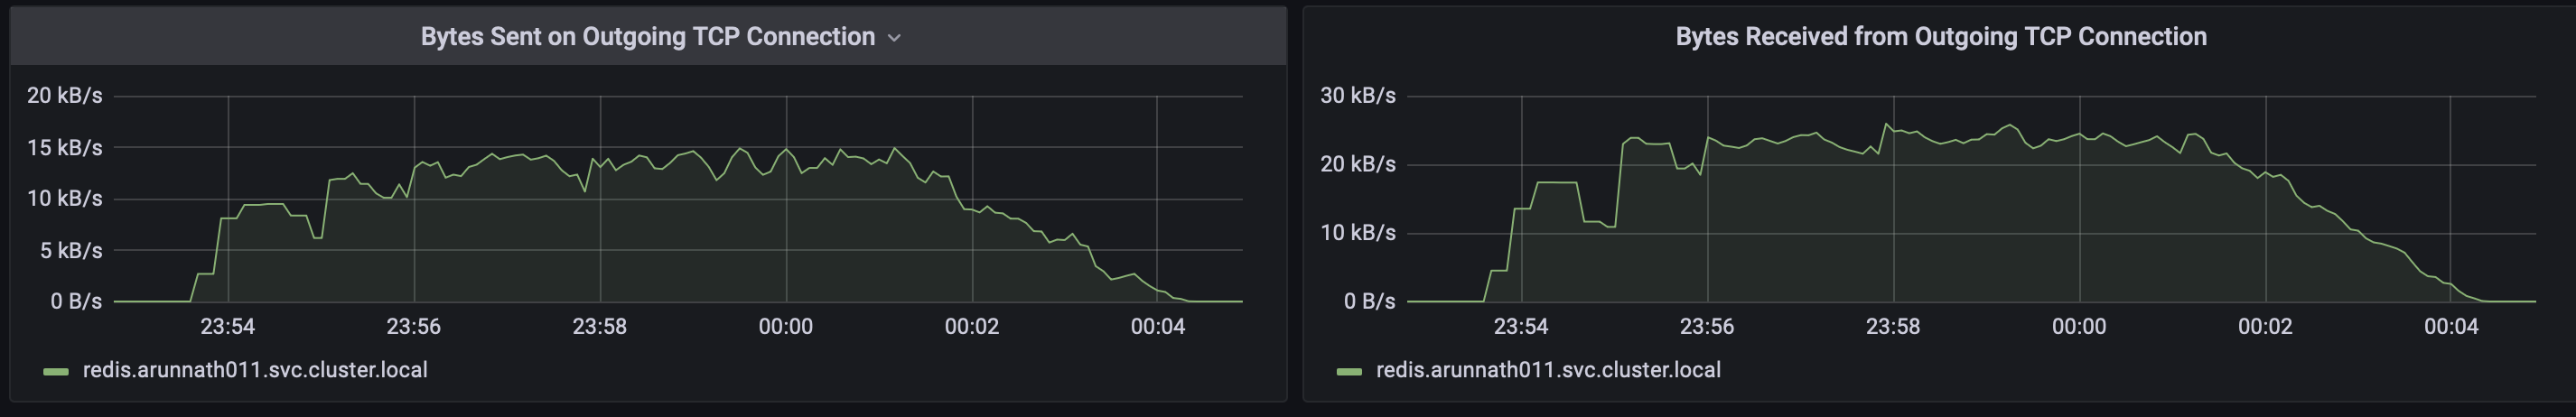 Bytes Sent on Outgoing TCP Connection
20 kB/s
15 kB/s
10 kB/s
5 kB/s
0 B/s
23:54 23:56 23:58 00:00 00:02 00:04
redis.arunnath011.svc.cluster.local
Bytes Received from Outgoing TCP Connection
30 kB/s
20 kB/s
10 kB/s
0 B/s
23:54 23:56 23:58 00:00 00:02 00:04
redis.arunnath011.svc.cluster.local